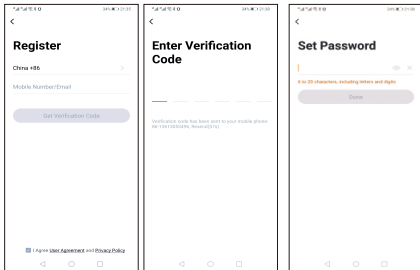 Register
China +86
Mobile Number/Email
Get Verification Code
I Agree User Agreement and Privacy Policy
Enter Verification
Code
Verification code has been sent to your mobile phone
Set Password
6 to 20 characters, including letters and digits
Done